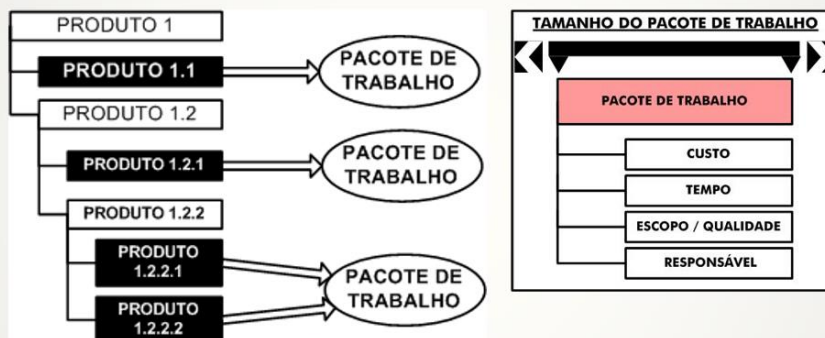 PRODUTO 1
PRODUTO 1.1
PACOTE DE
TRABALHO
PRODUTO 1.2
PRODUTO 1.2.1
PACOTE DE
TRABALHO
PRODUTO 1.2.2
PRODUTO
1.2.2.1
PRODUTO
1.2.2.2
PACOTE DE
TRABALHO
TAMANHO DO PACOTE DE TRABALHO
PACOTE DE TRABALHO
CUSTO
TEMPO
ESCOPO / QUALIDADE
RESPONSÁVEL